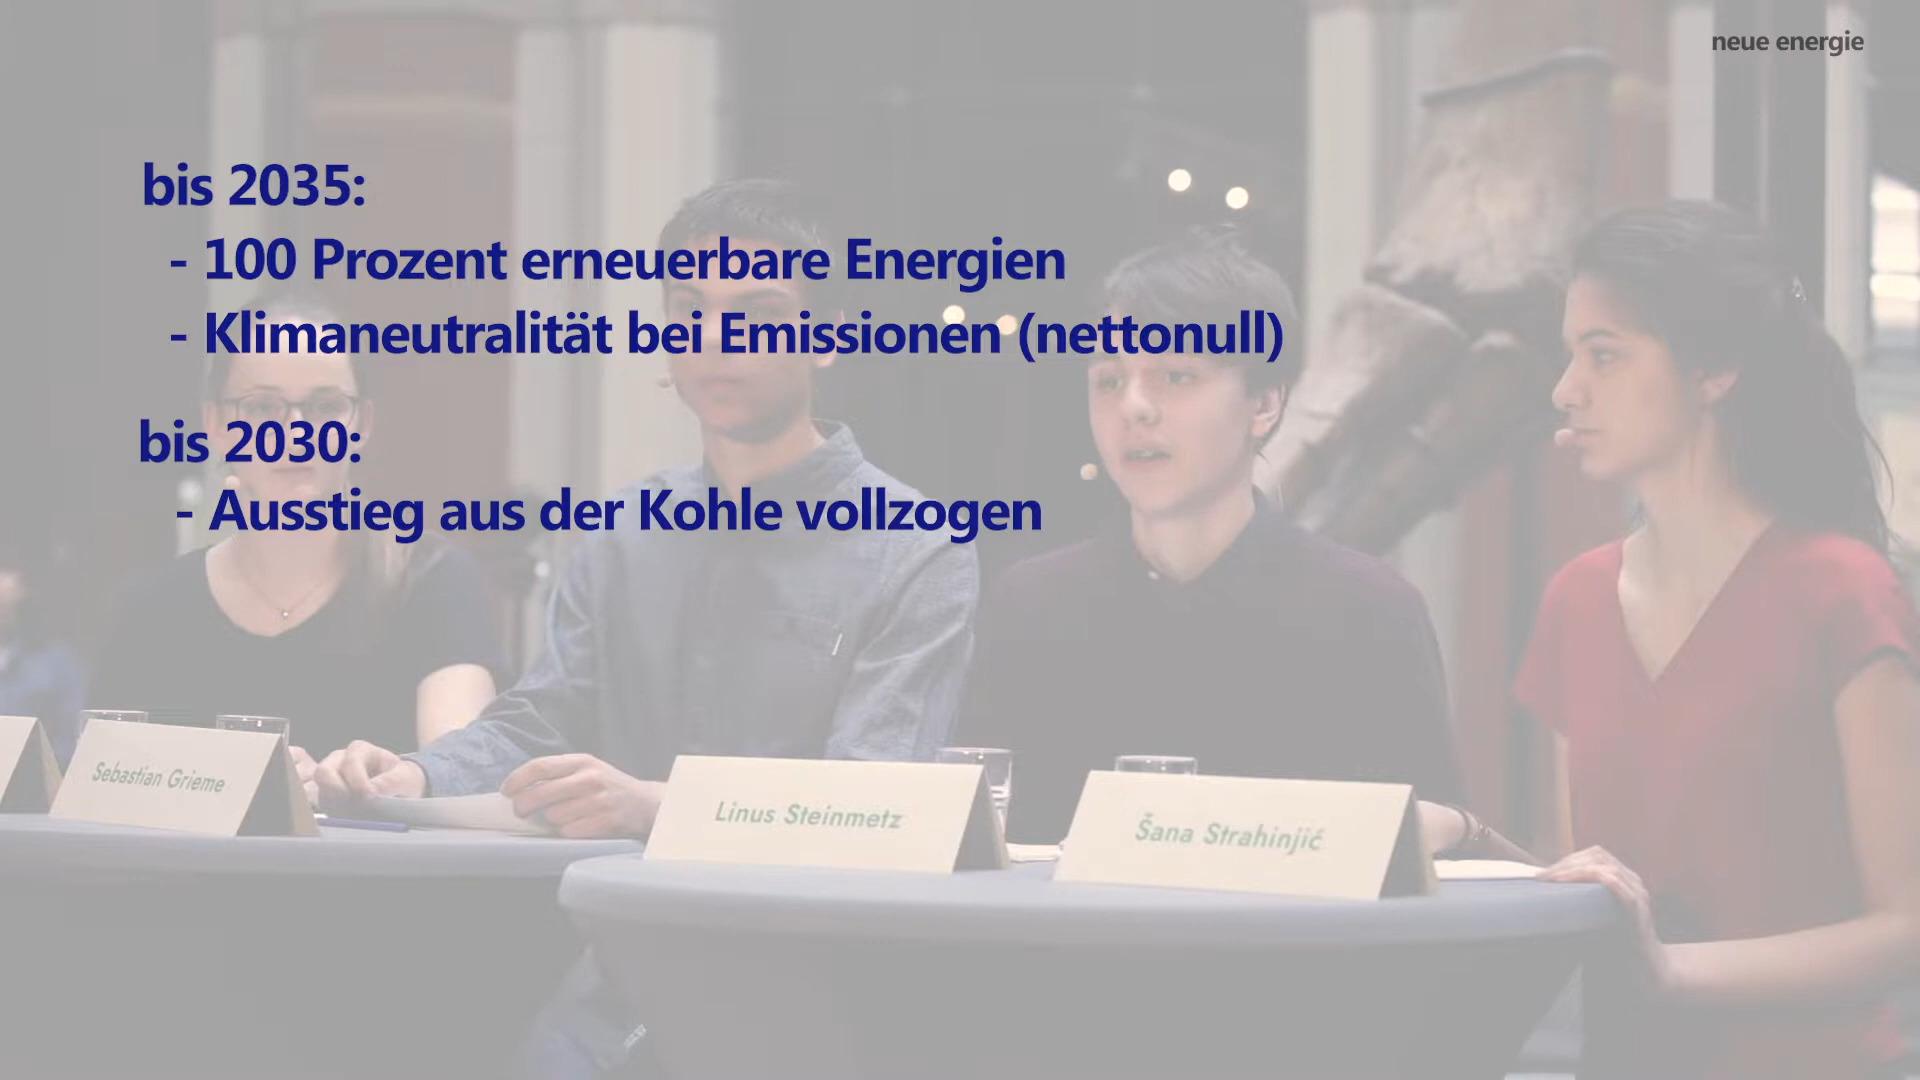 neue energie
bis 2035:
- 100 Prozent erneuerbare Energien
- Klimaneutralität bei Emissionen (nettonull)
bis 2030:
- Ausstieg aus der Kohle vollzogen
Sebastian Grieme
Linus Steinmetz
Šana Strahinjić